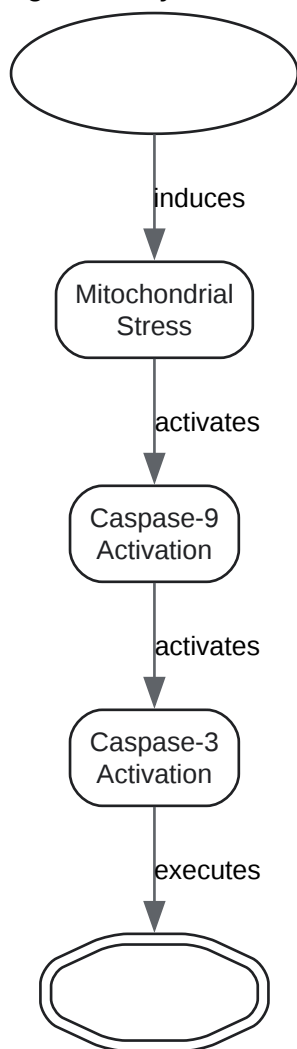 induces
Mitochondrial
Stress
activates
Caspase-9
Activation
activates
Caspase-3
Activation
executes